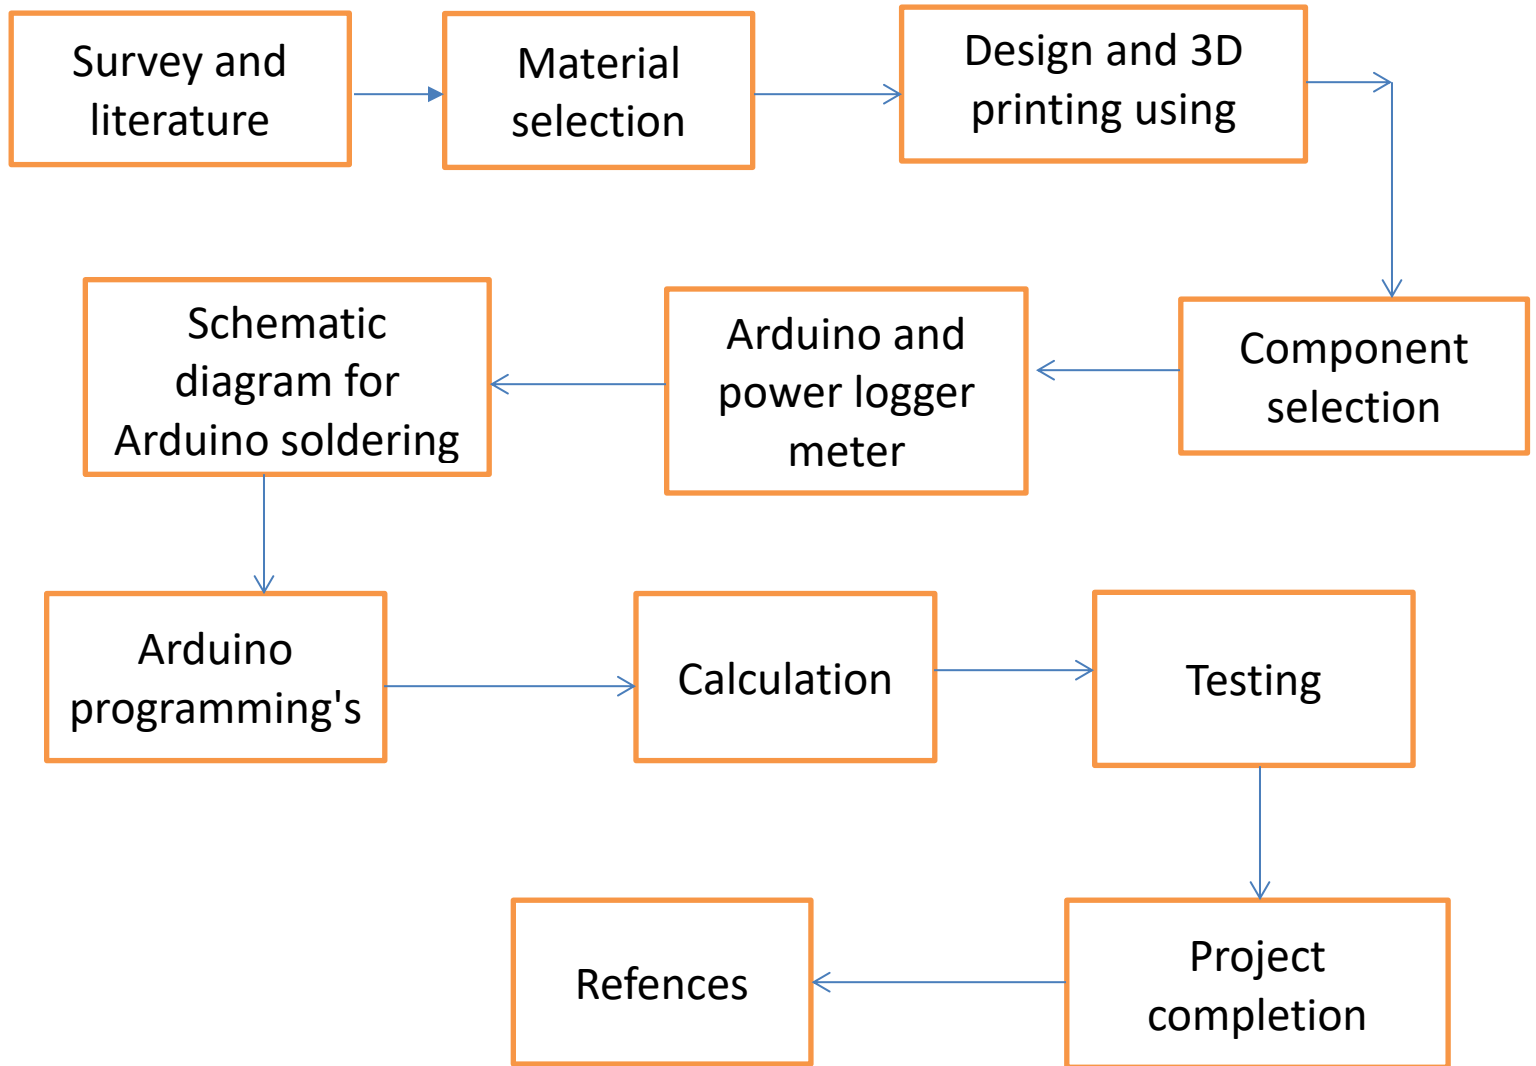 Survey and
literature
Material
selection
Design and 3D
printing using
Component
selection
Arduino and
power logger
meter
Schematic
diagram for
Arduino soldering
Arduino
programming's
Calculation
Testing
Project
completion
Refences